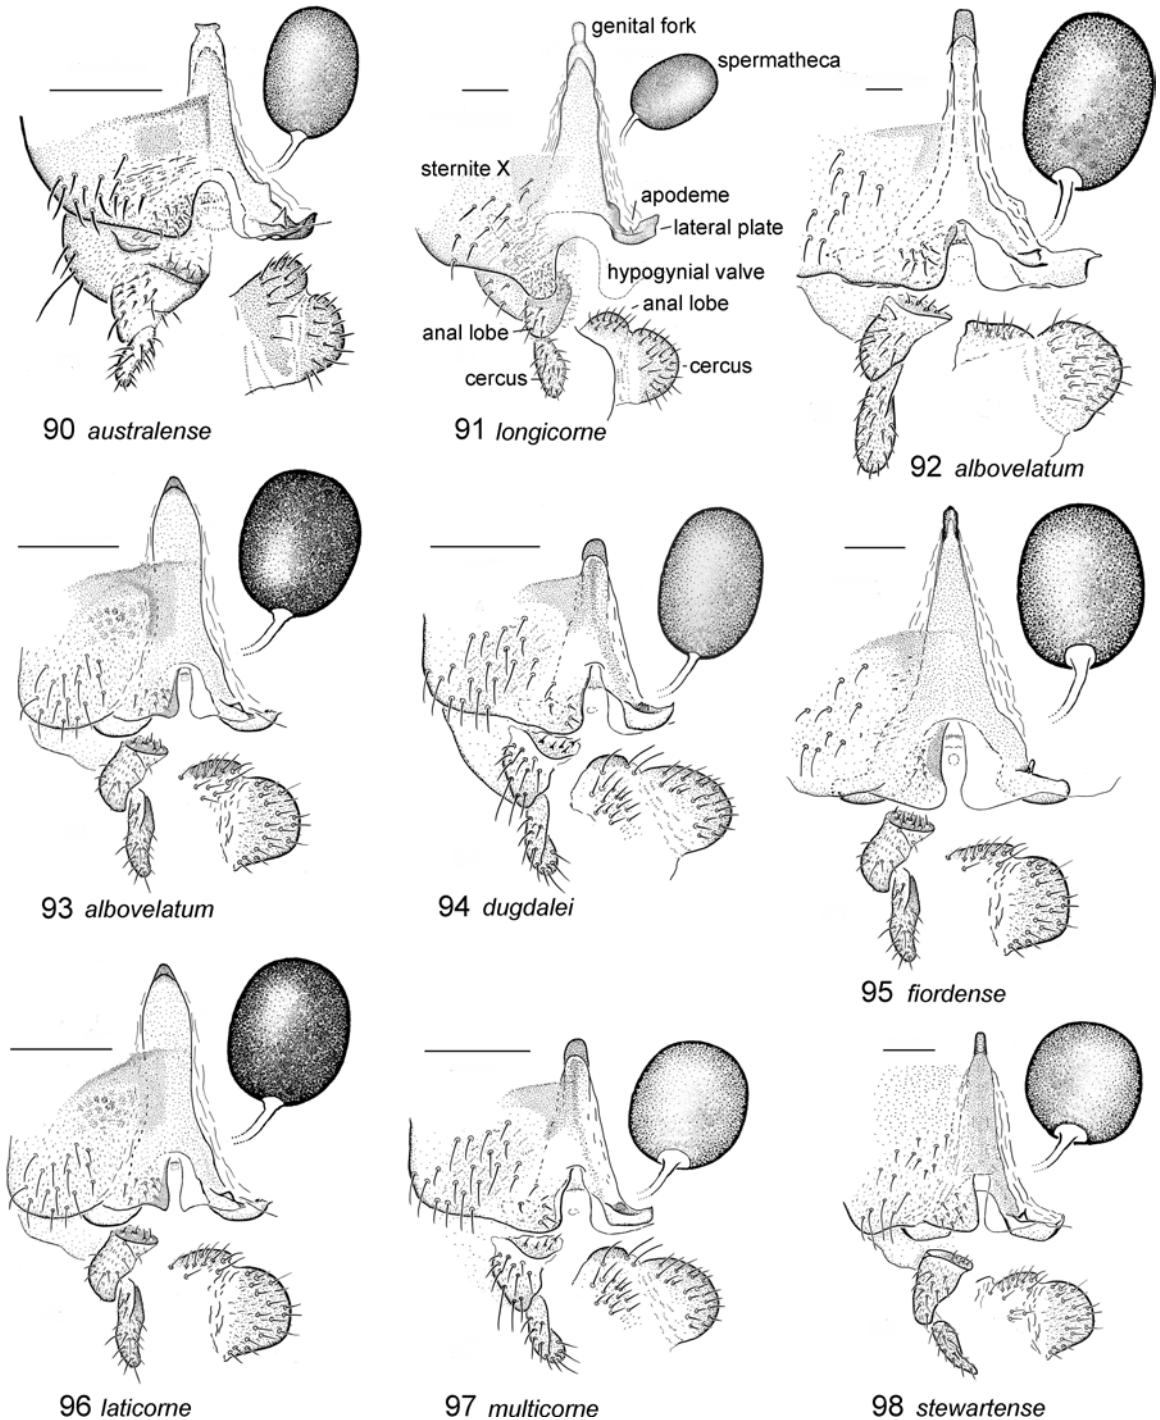 genital fork
spermatheca
sternite X
apodeme
lateral plate
hypogynial valve
anal lobe
anal lobe
cercus
cercus
90 australense
91 longicorne
92 albovelatum
93 albovelatum
94 dugdalei
95 fiordense
96 laticorne
97 multicorne
98 stewartense